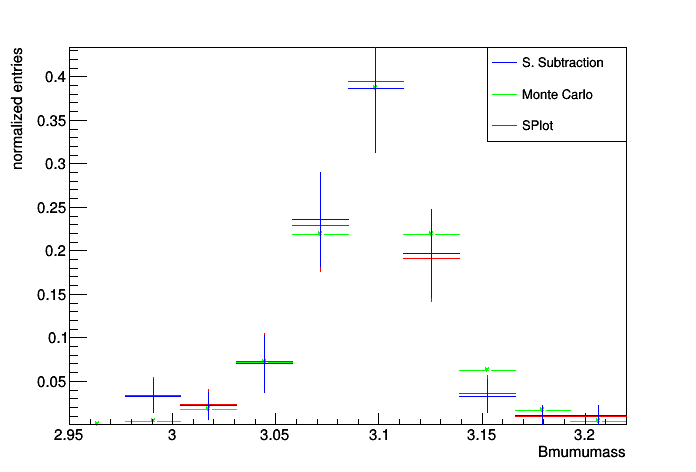 normalized entries
0.4
0.35
0.3
0.25
0.2
0.15
0.1
0.05
2.95 3 3.05 3.1 3.15 3.2
Bmumumass
S. Subtraction
Monte Carlo
SPlot